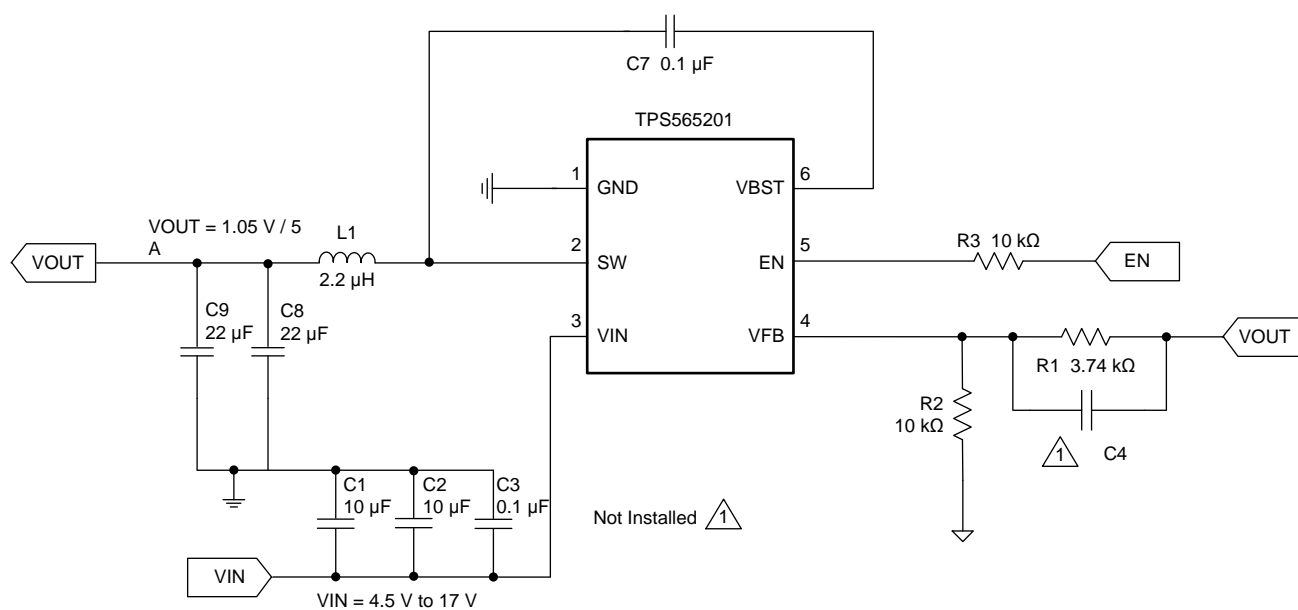 C7 0.1 µF
TPS565201
1
GND
VBST
6
VOUT = 1.05 V / 5
A
L1
2.2 µH
VOUT
2
SW
EN
5
R3 10 kΩ
EN
C9
22 µF
C8
22 µF
3
VIN
VFB
4
VOUT
R1 3.74 kΩ
R2
10 kΩ
1
C4
C1
10 µF
C2
10 µF
C3
0.1 µF
Not Installed 1
VIN
VIN = 4.5 V to 17 V